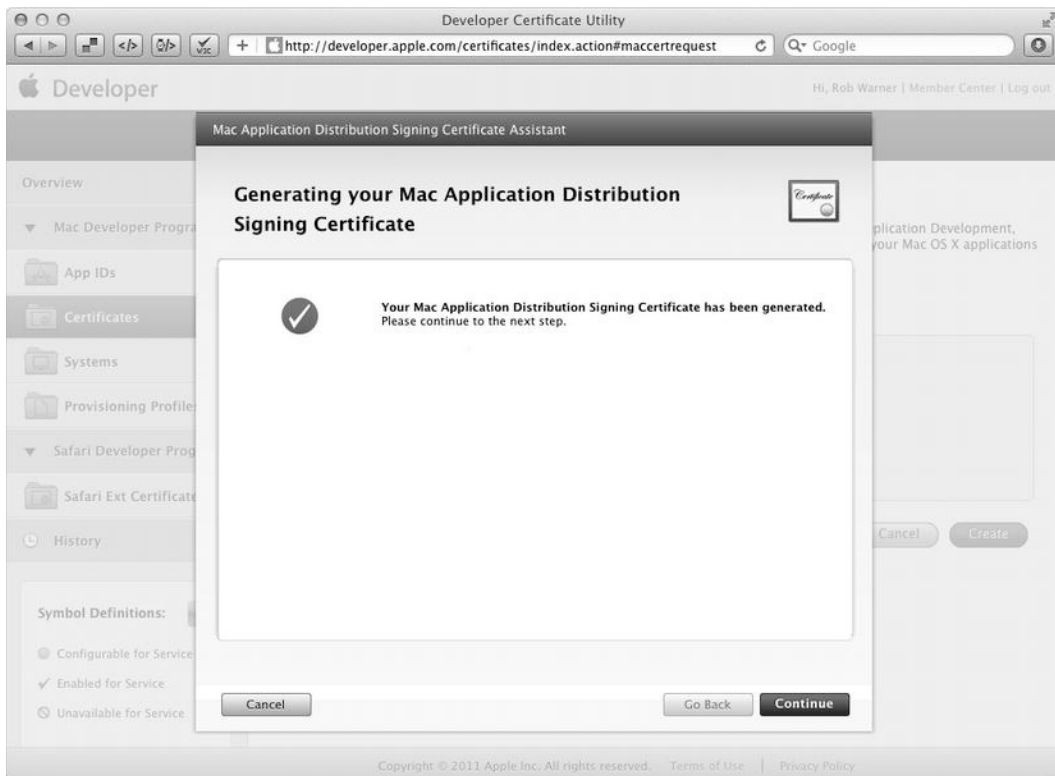 Developer Certificate Utility
http://developer.apple.com/certificates/index.action#maccertrequest
Google
Developer
Hi, Rob Warner | Member Center | Log out
Mac Application Distribution Signing Certificate Assistant
Overview
Generating your Mac Application Distribution
Signing Certificate
Certificate
Mac Developer Progra
plication Development,
your Mac OS X applications
App IDs
Your Mac Application Distribution Signing Certificate has been generated.
Please continue to the next step.
Certificates
Systems
Provisioning Profile
Safari Developer Prog
Safari Ext Certificate
History
Cancel
Create
Symbol Definitions:
Configurable for Service
Enabled for Service
Unavailable for Service
Cancel
Go Back
Continue
Copyright © 2011 Apple Inc. All rights reserved. Terms of Use | Privacy Policy